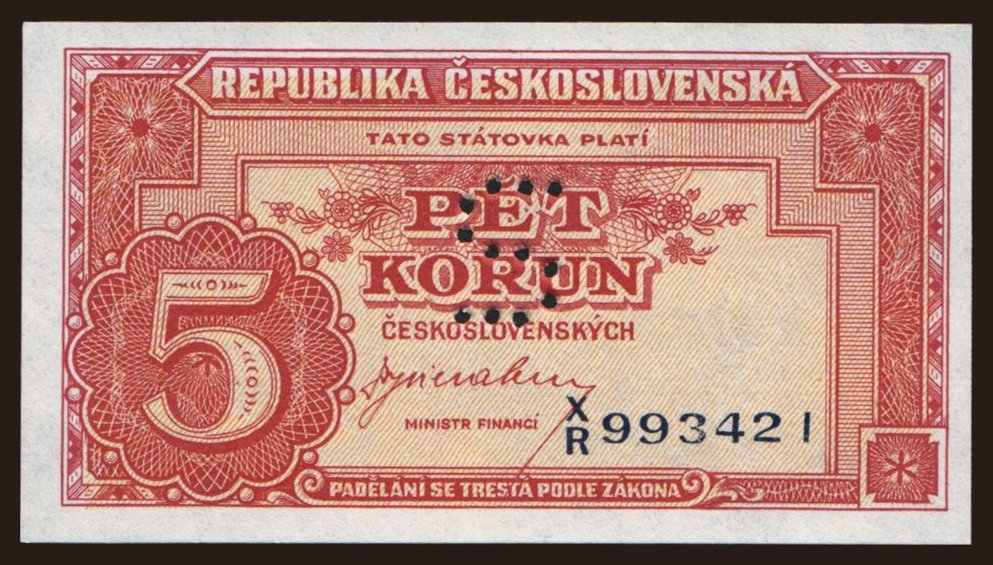 REPUBLIKA ČESKOSLOVENSKÁ
TATO STÁTOVKA PLATÍ
PĚT
KORUN
ČESKOSLOVENSKÝCH
5
MINISTR FINANCÍ
X/R 993421
PADĚLÁNÍ SE TRESTÁ PODLE ZÁKONA
S